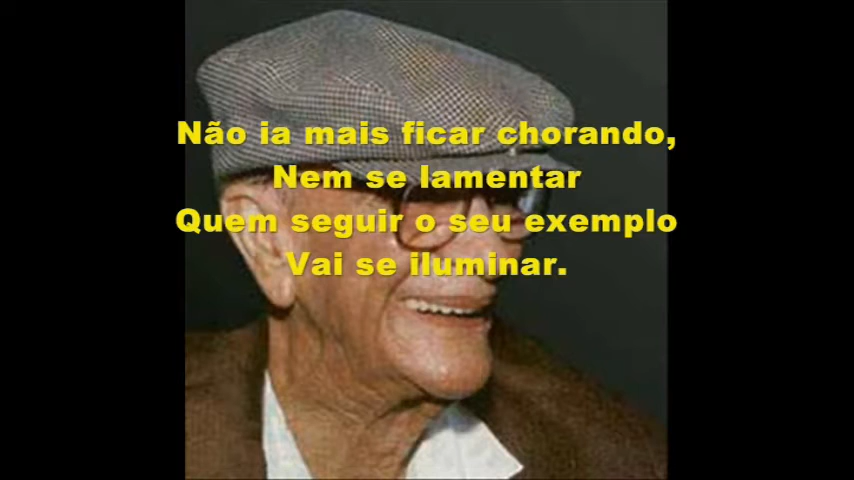 Não ia mais ficar chorando,
Nem se lamentar
Quem seguir o seu exemplo
Vai se iluminar.